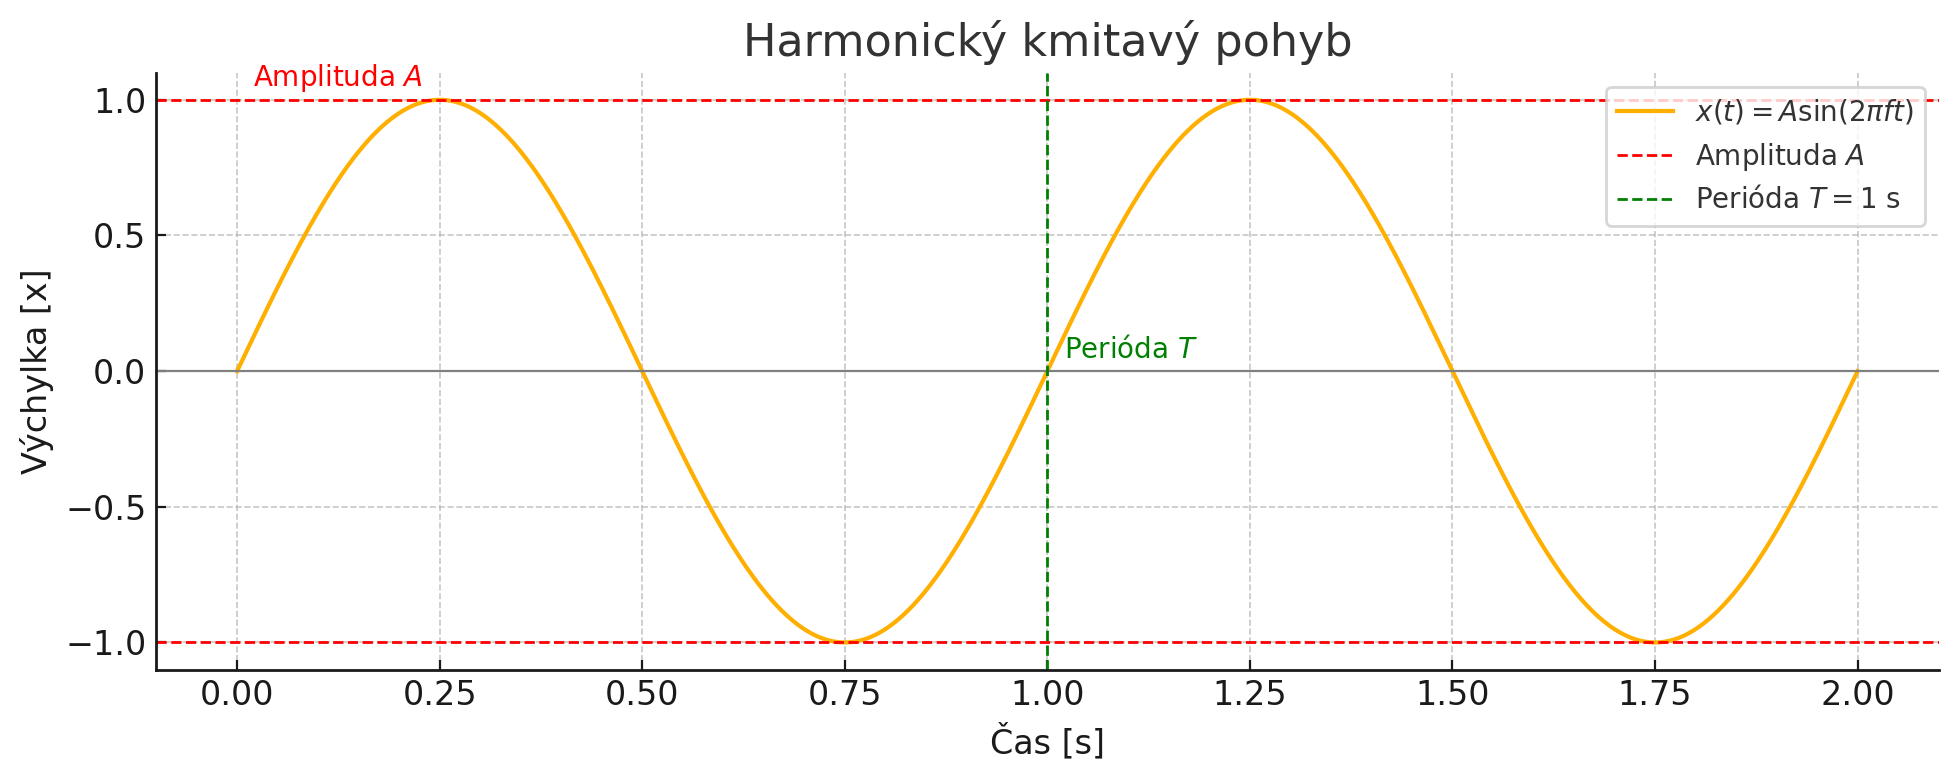 Harmonický kmitavý pohyb
Amplituda A
x(t) = A sin(2πft)
Amplituda A
Perióda T = 1 s
Perióda T
Výchylka [x]
1.0
0.5
0.0
−0.5
−1.0
0.00 0.25 0.50 0.75 1.00 1.25 1.50 1.75 2.00
Čas [s]